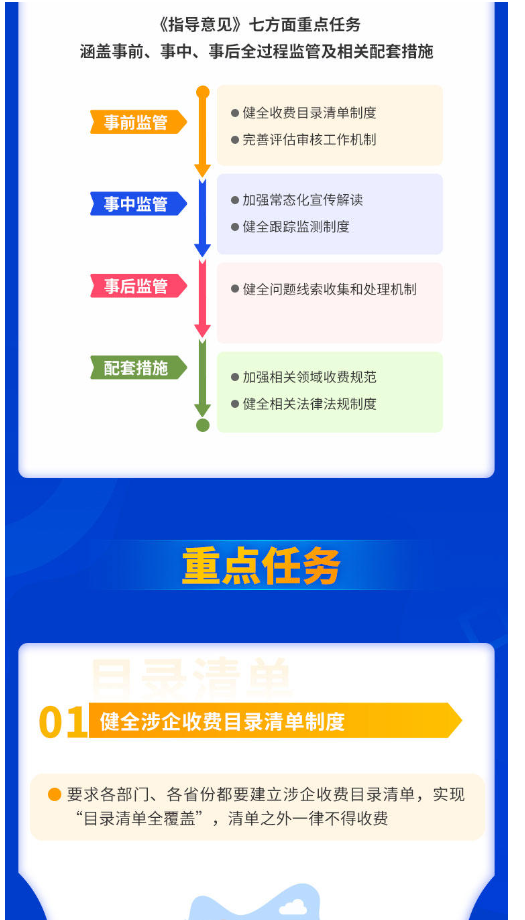 《指导意见》七方面重点任务
涵盖事前、事中、事后全过程监管及相关配套措施
事前监管
健全收费目录清单制度
完善评估审核工作机制
事中监管
加强常态化宣传解读
健全跟踪监测制度
事后监管
健全问题线索收集和处理机制
配套措施
加强相关领域收费规范
健全相关法律法规制度
重点任务
目录清单
01 健全涉企收费目录清单制度
要求各部门、各省份都要建立涉企收费目录清单，实现
“目录清单全覆盖”，清单之外一律不得收费